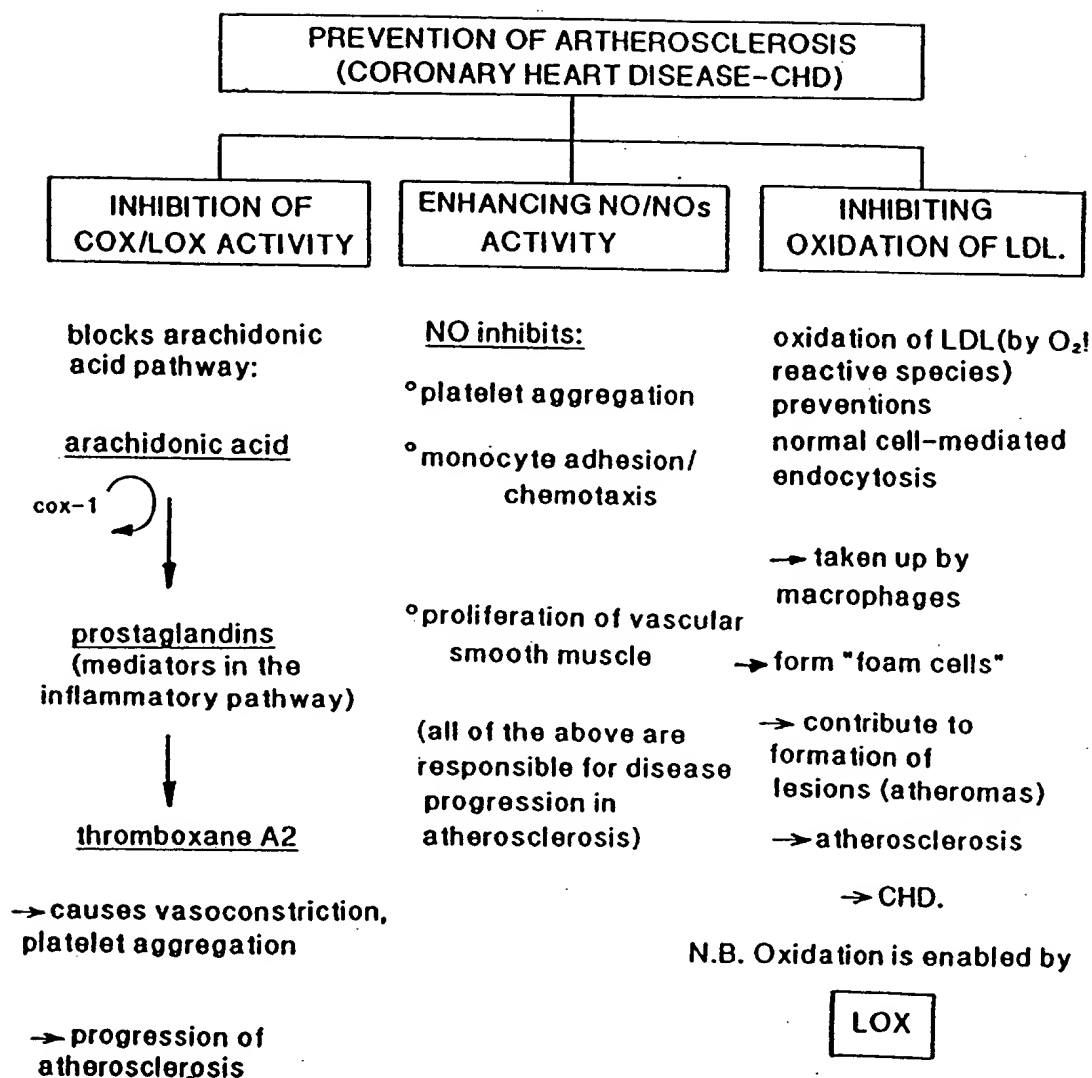 PREVENTION OF ARTHEROSCLEROSIS
(CORONARY HEART DISEASE-CHD)
INHIBITION OF
COX/LOX ACTIVITY
blocks arachidonic
acid pathway:
arachidonic acid
cox-1
prostaglandins
(mediators in the
inflammatory pathway)
thromboxane A2
→ causes vasoconstriction,
platelet aggregation
→ progression of
atherosclerosis
ENHANCING NO/NOs
ACTIVITY
NO inhibits:
°platelet aggregation
°monocyte adhesion/
chemotaxis
°proliferation of vascular
smooth muscle
(all of the above are
responsible for disease
progression in
atherosclerosis)
INHIBITING
OXIDATION OF LDL.
oxidation of LDL(by O₂!
reactive species)
preventions
normal cell-mediated
endocytosis
→ taken up by
macrophages
→ form "foam cells"
→ contribute to
formation of
lesions (atheromas)
→ atherosclerosis
→ CHD.
N.B. Oxidation is enabled by
LOX